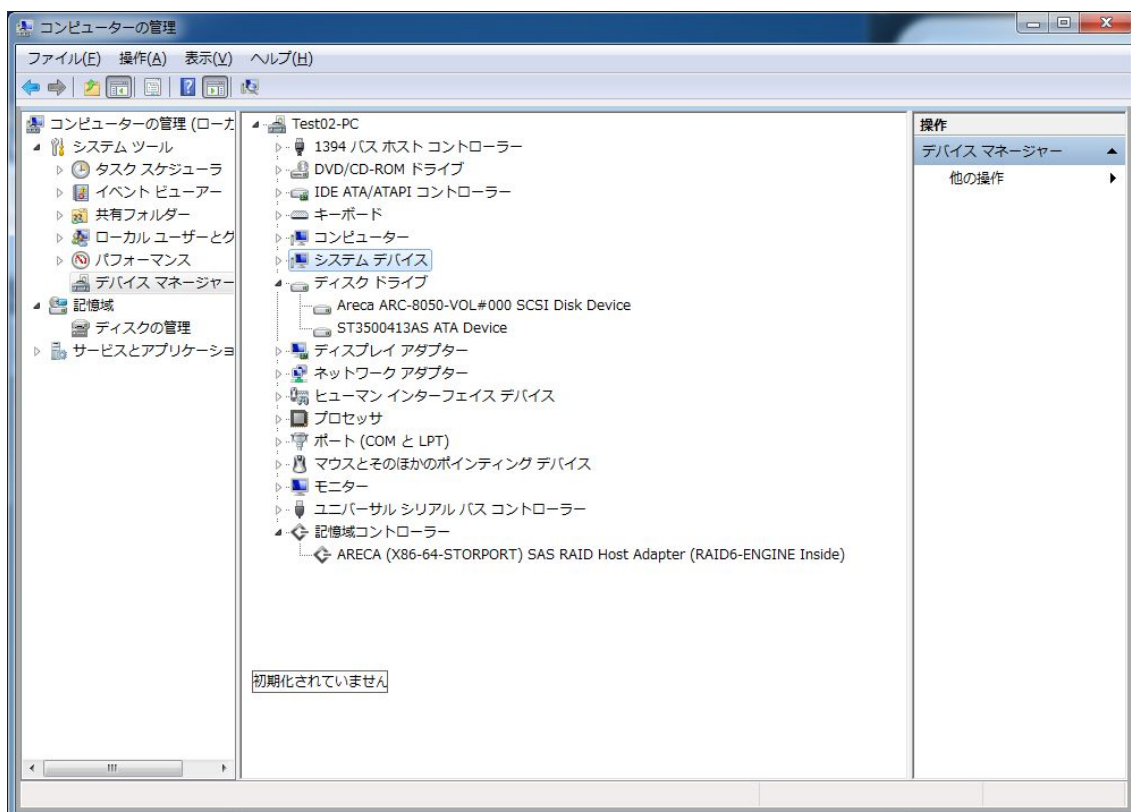 コンピューターの管理
ファイル(F) 操作(A) 表示(V) ヘルプ(H)
コンピューターの管理 (ローカ
システム ツール
タスク スケジューラ
イベント ビューアー
共有フォルダー
ローカル ユーザーとグ
パフォーマンス
デバイス マネージャー
記憶域
ディスクの管理
サービスとアプリケーショ
Test02-PC
1394 バス ホスト コントローラー
DVD/CD-ROM ドライブ
IDE ATA/ATAPI コントローラー
キーボード
コンピューター
システム デバイス
ディスク ドライブ
Areca ARC-8050-VOL#000 SCSI Disk Device
ST3500413AS ATA Device
ディスプレイ アダプター
ネットワーク アダプター
ヒューマン インターフェイス デバイス
プロセッサ
ポート (COM と LPT)
マウスとそのほかのポインティング デバイス
モニター
ユニバーサル シリアル バス コントローラー
記憶域コントローラー
ARECA (X86-64-STORPORT) SAS RAID Host Adapter (RAID6-ENGINE Inside)
初期化されていません
操作
デバイス マネージャー
他の操作